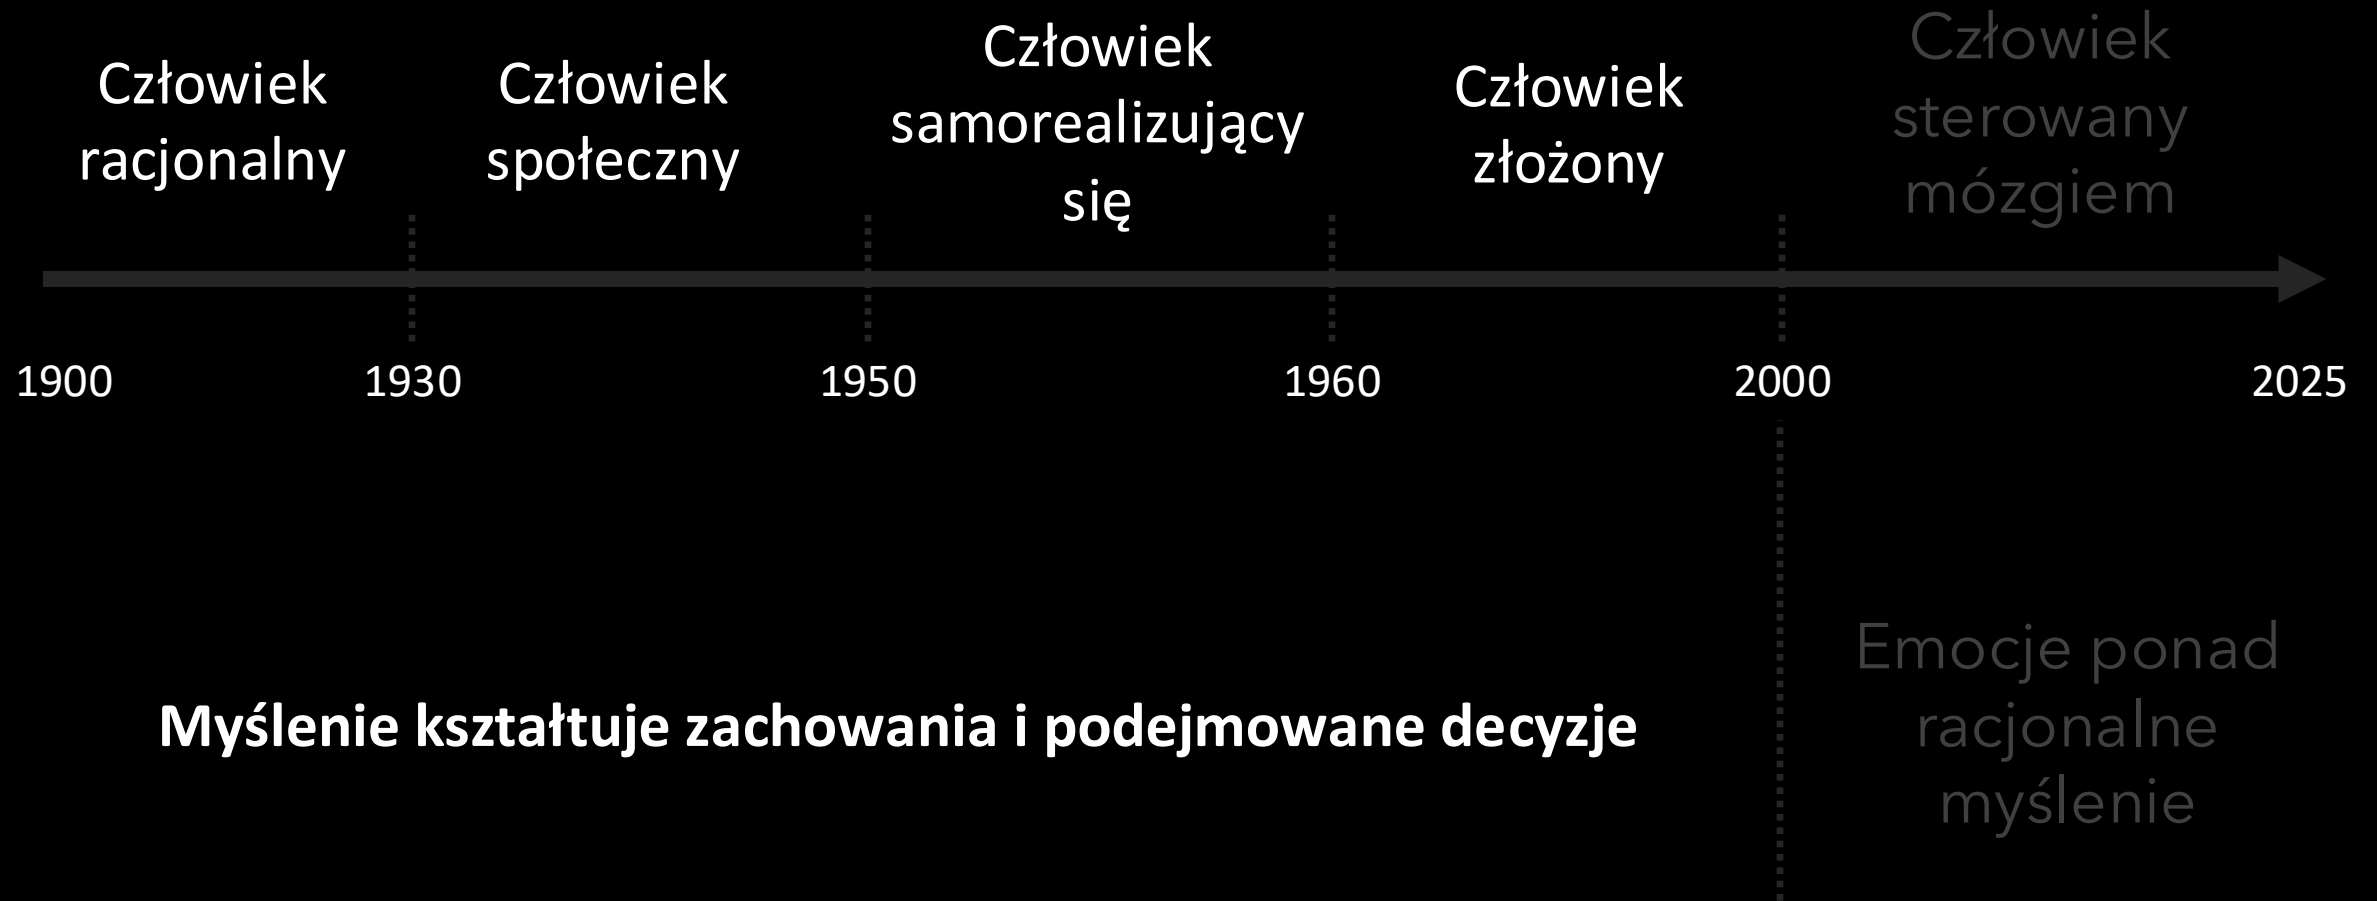 Człowiek
racjonalny
Człowiek
społeczny
Człowiek
samorealizujący
się
Człowiek
złożony
Człowiek
sterowany
mózgiem
1900
1930
1950
1960
2000
2025
Myślenie kształtuje zachowania i podejmowane decyzje
Emocje ponad
racjonalne
myślenie